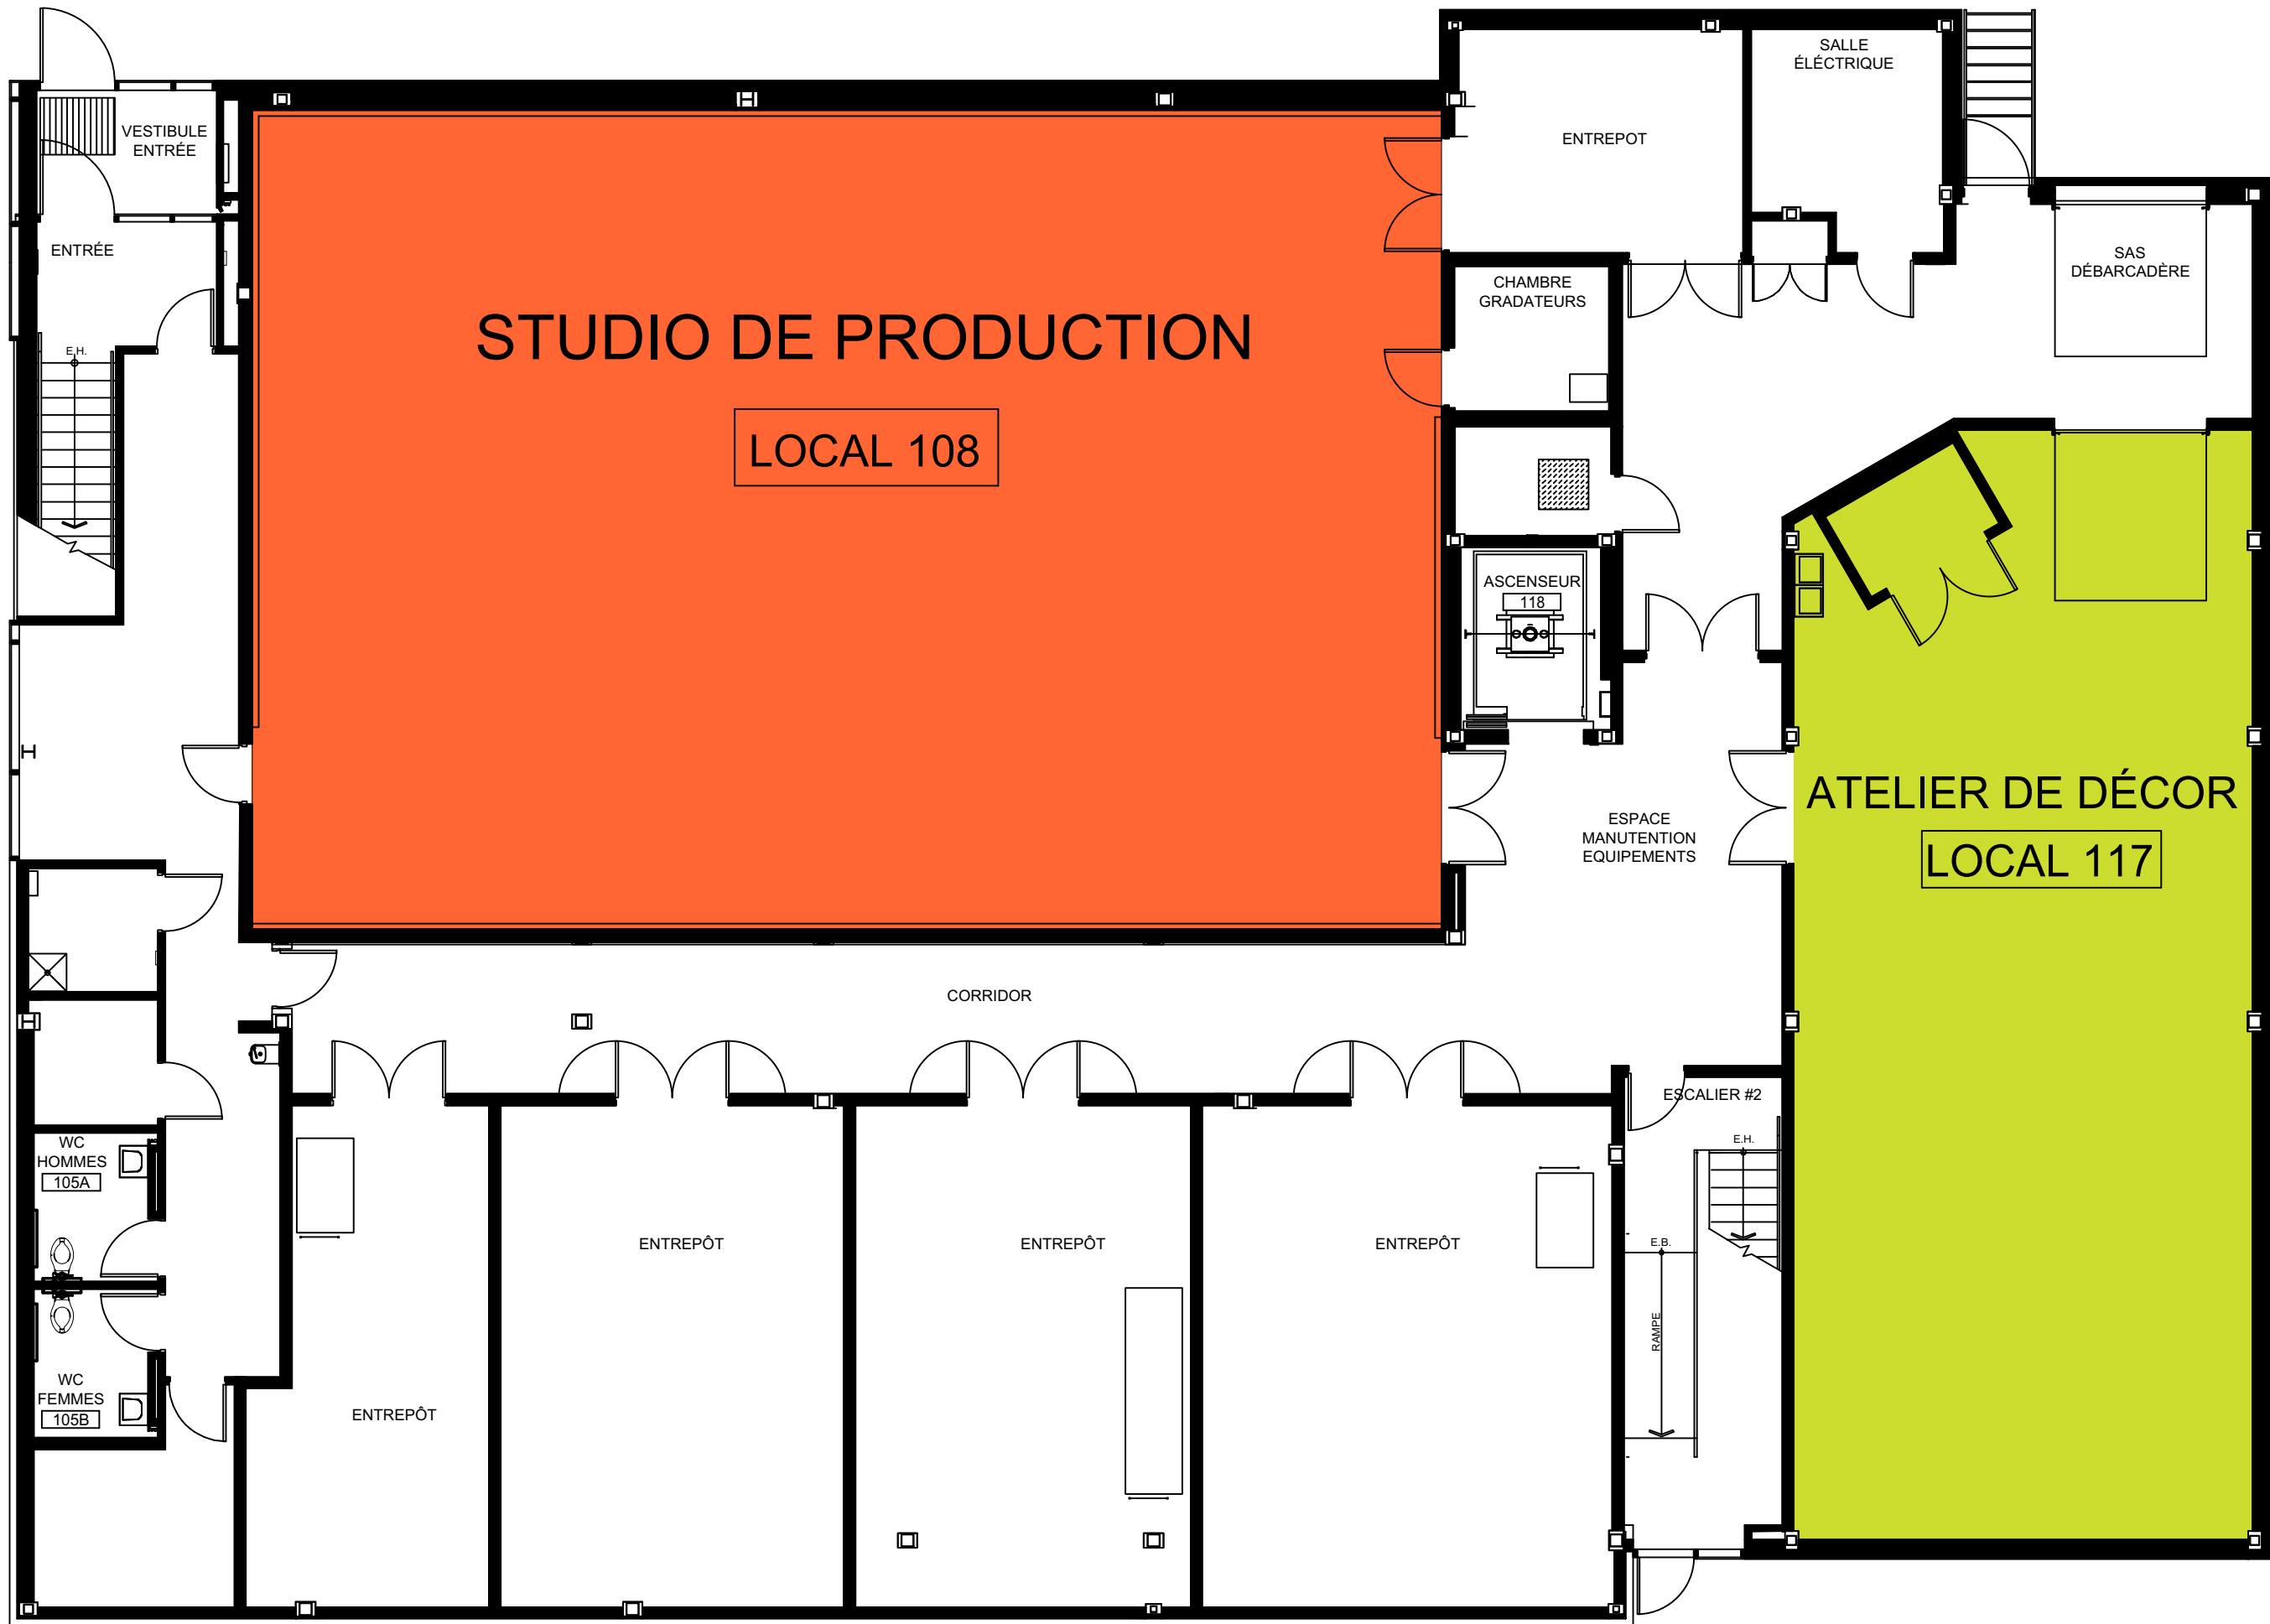 SALLE
ÉLÉCTRIQUE
VESTIBULE
ENTRÉE
ENTREPOT
ENTRÉE
SAS
DÉBARCADÈRE
CHAMBRE
GRADATEURS
STUDIO DE PRODUCTION
E.H.
LOCAL 108
ASCENSEUR
118
ATELIER DE DÉCOR
ESPACE
MANUTENTION
EQUIPEMENTS
LOCAL 117
CORRIDOR
ESCALIER #2
WC
HOMMES
105A
E.H.
ENTREPÔT
ENTREPÔT
ENTREPÔT
E.B.
RAMPE
WC
FEMMES
105B
ENTREPÔT